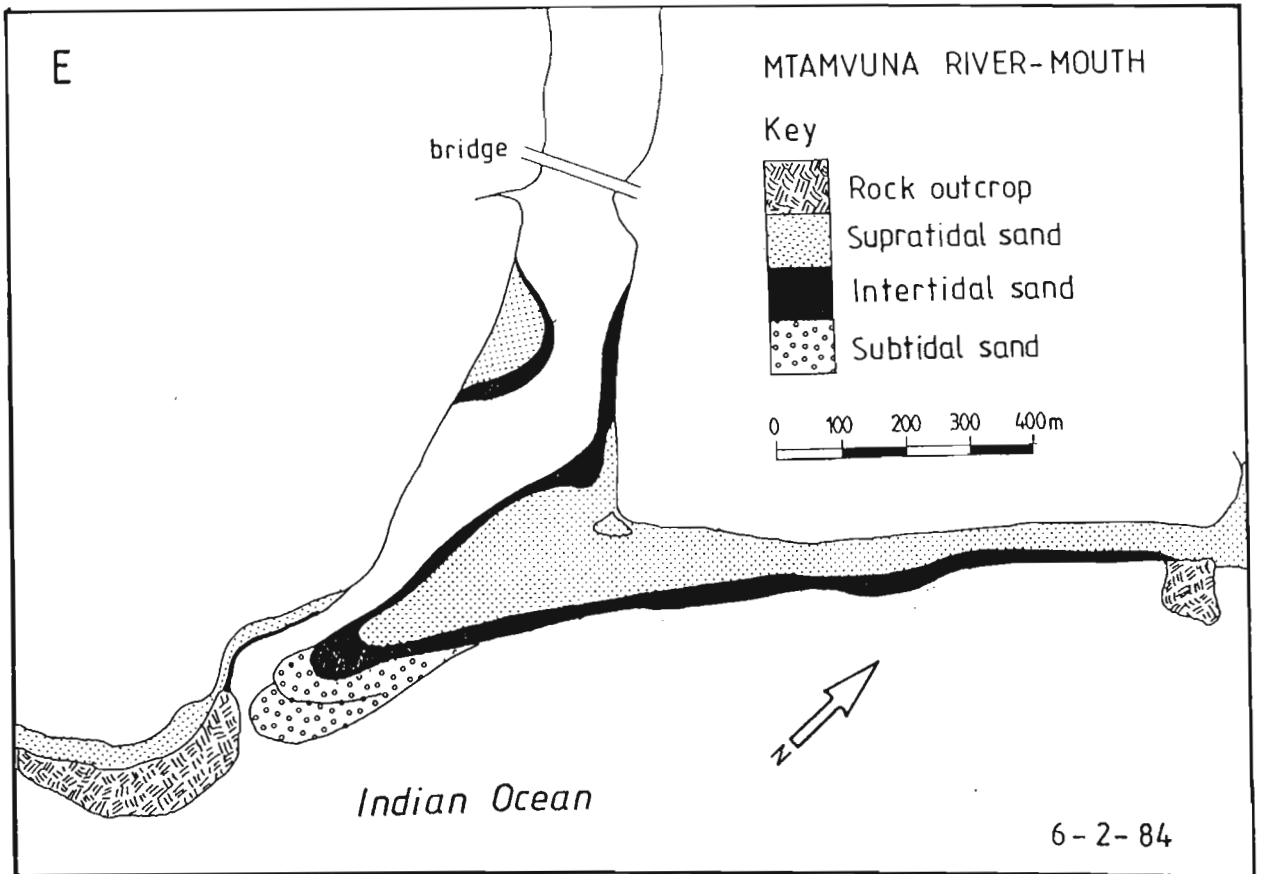 E
MTAMVUNA RIVER-MOUTH
Key
bridge
Rock outcrop
Supratidal sand
Intertidal sand
Subtidal sand
0 100 200 300 400m
N
Indian Ocean
6-2-84